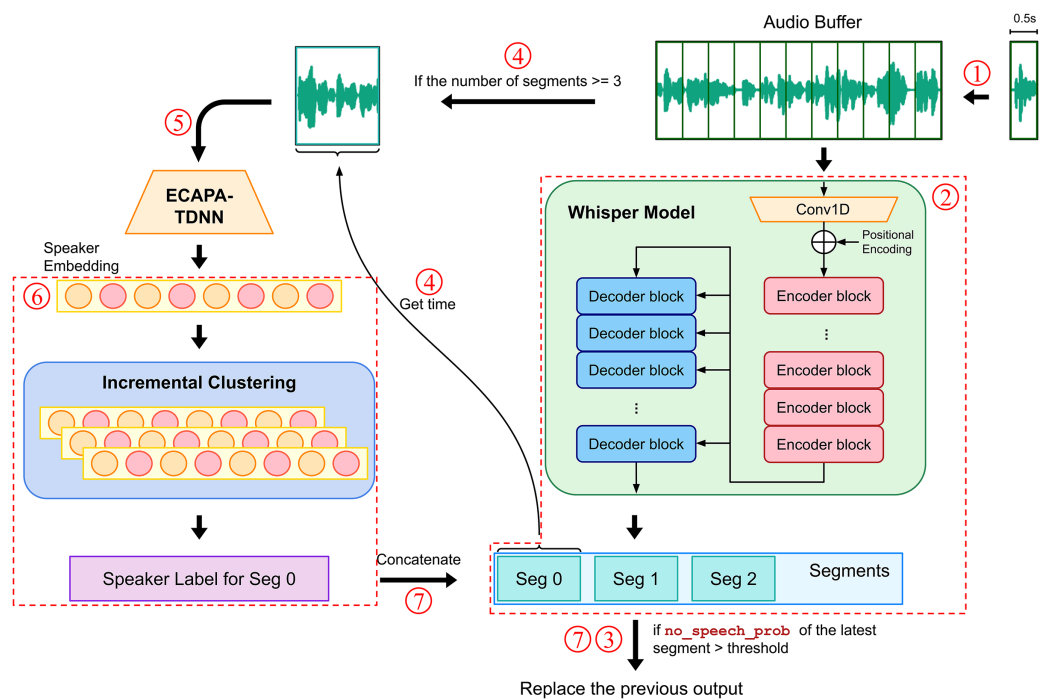 Audio Buffer
0.5s
①
④
If the number of segments >= 3
⑤
ECAPA-
TDNN
Speaker
Embedding
⑥
Incremental Clustering
Speaker Label for Seg 0
④
Get time
②
Whisper Model
Conv1D
Positional
Encoding
Decoder block
Decoder block
Decoder block
...
Decoder block
Encoder block
...
Encoder block
Encoder block
Encoder block
Concatenate
⑦
Seg 0
Seg 1
Seg 2
Segments
⑦ ③
if no_speech_prob of the latest
segment > threshold
Replace the previous output